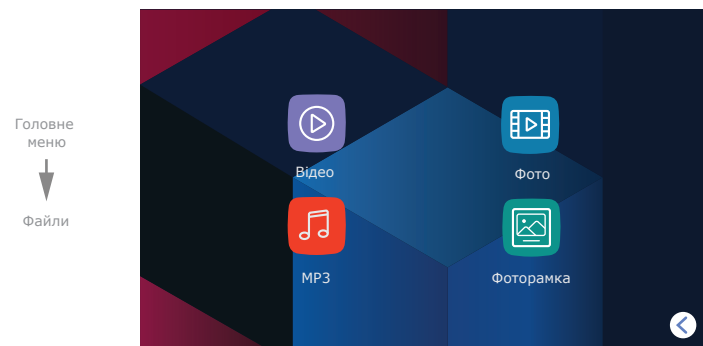 Головне
меню
Файли
Відео
Фото
MP3
Фоторамка